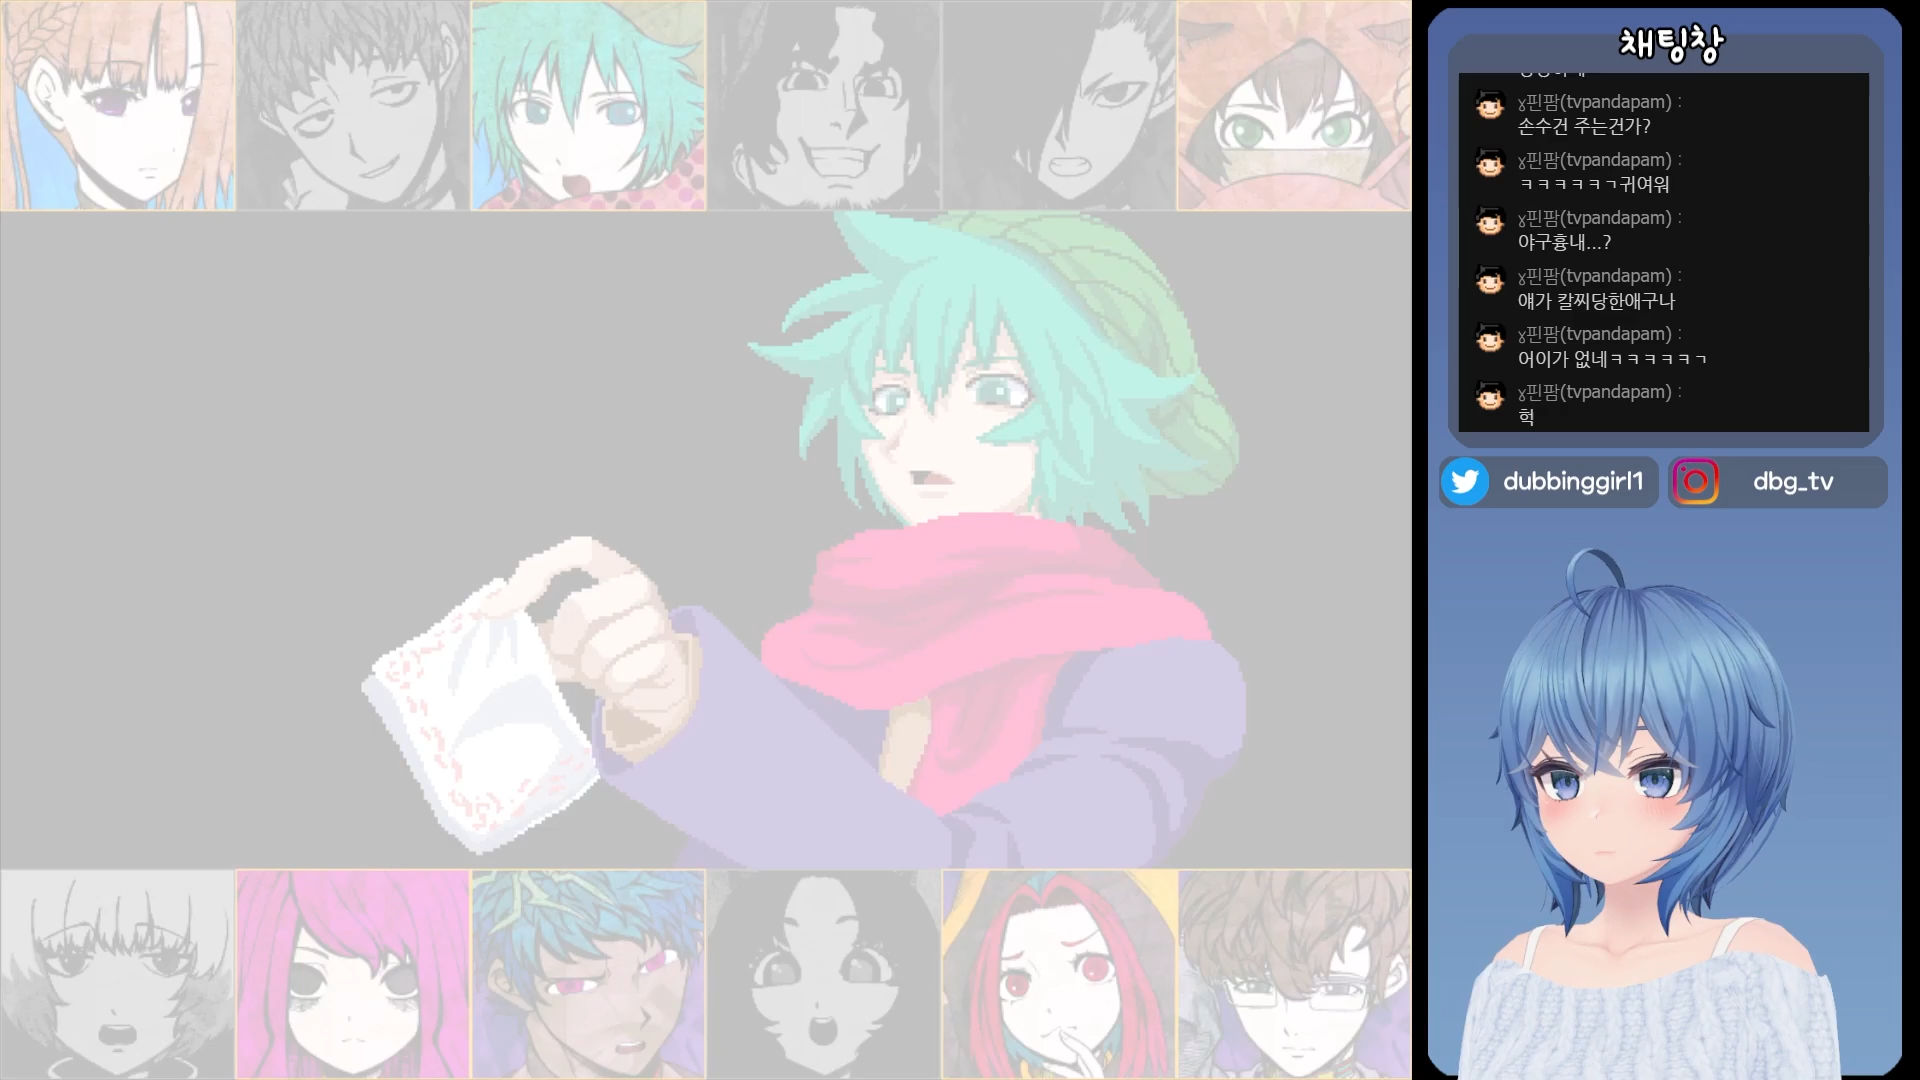 채팅창
ɣ핀팜(tvpandapam) :
손수건 주는건가?
ɣ핀팜(tvpandapam) :
ㅋㅋㅋㅋㅋㄱ귀여워
ɣ핀팜(tvpandapam) :
야구흉내...?
ɣ핀팜(tvpandapam) :
얘가 칼찌당한애구나
ɣ핀팜(tvpandapam) :
어이가 없네ㅋㅋㅋㅋㅋㄱ
ɣ핀팜(tvpandapam) :
헉
dubbinggirl1
dbg_tv